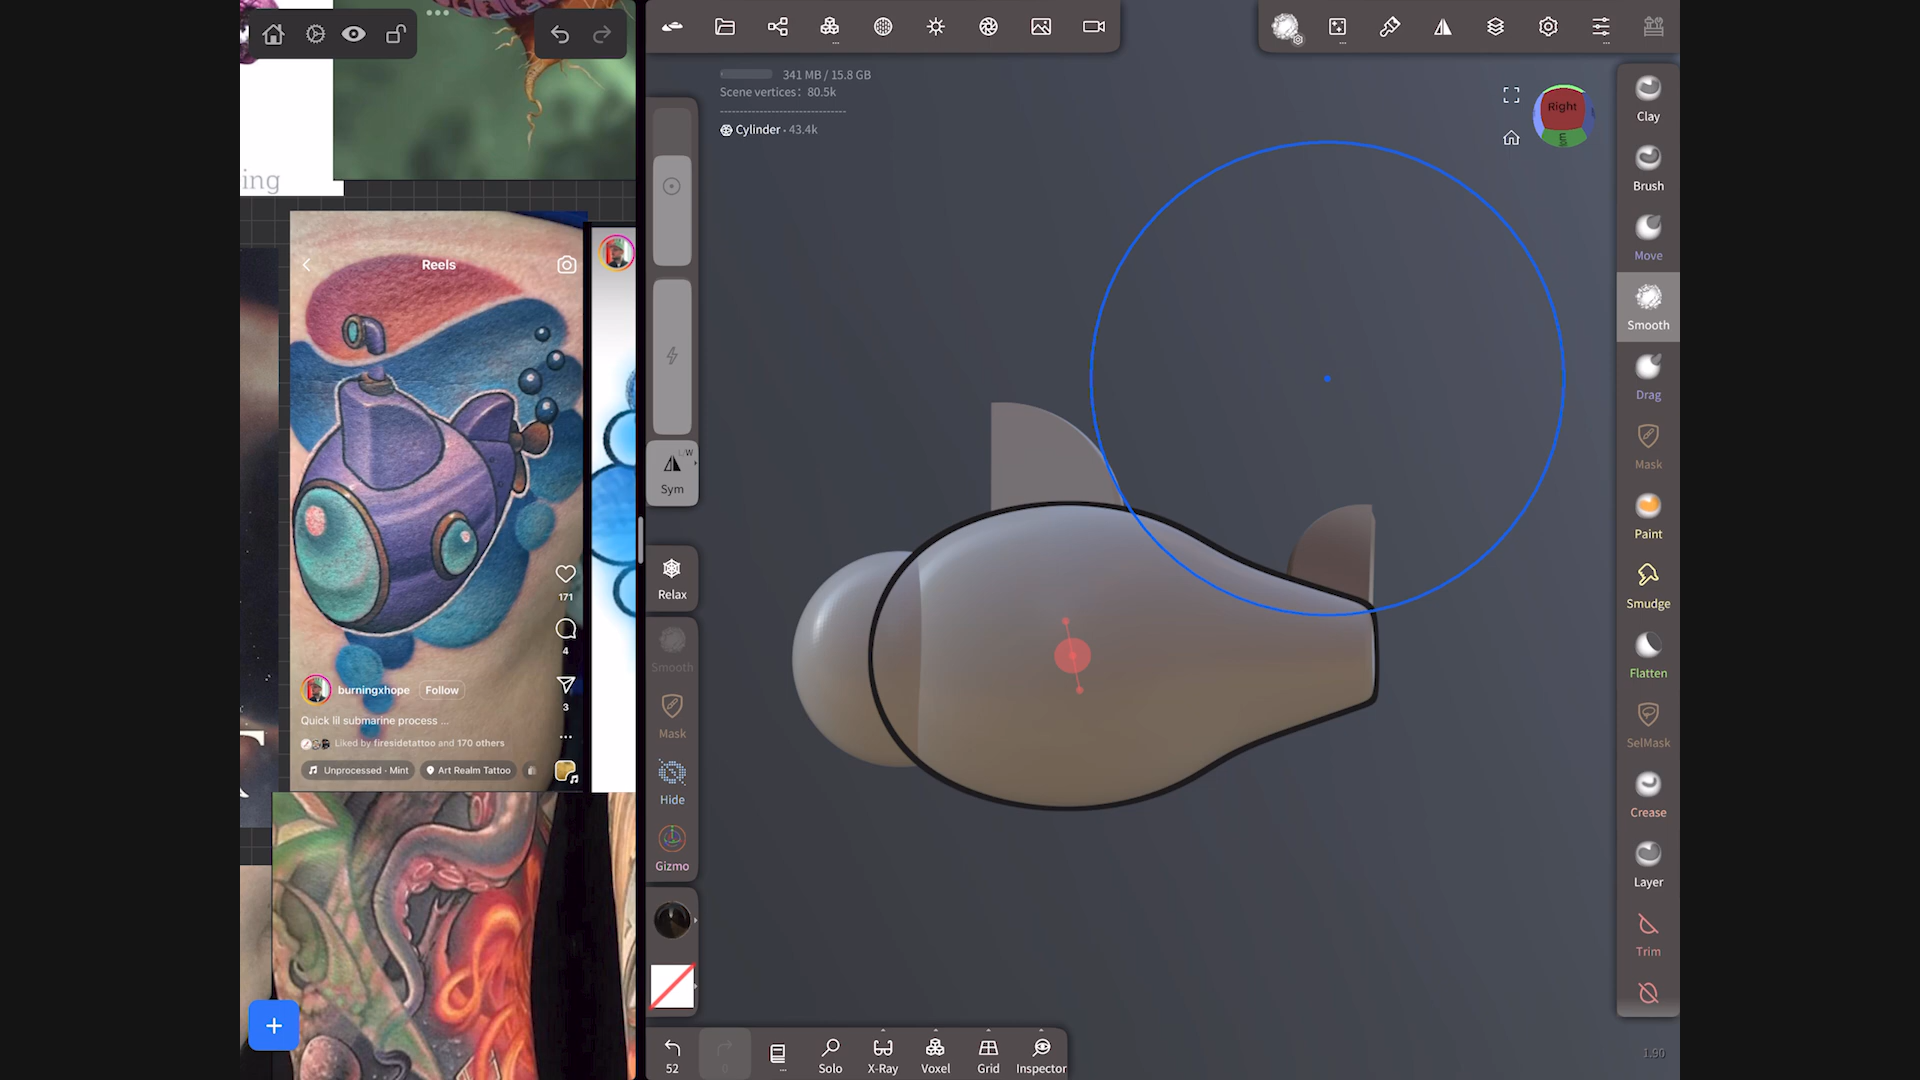 ing
Reels
171
4
3
burningxhope
Follow
Quick lil submarine process ...
Liked by firesidetattoo and 170 others
Unprocessed · Mint
Art Realm Tattoo
341 MB / 15.8 GB
Scene vertices: 80.5k
Cylinder · 43.4k
Right
L/W
Sym
Relax
Smooth
Mask
Hide
Gizmo
Clay
Brush
Move
Smooth
Drag
Mask
Paint
Smudge
Flatten
SelMask
Crease
Layer
Trim
52
0
Solo
X-Ray
Voxel
Grid
Inspector
1.90